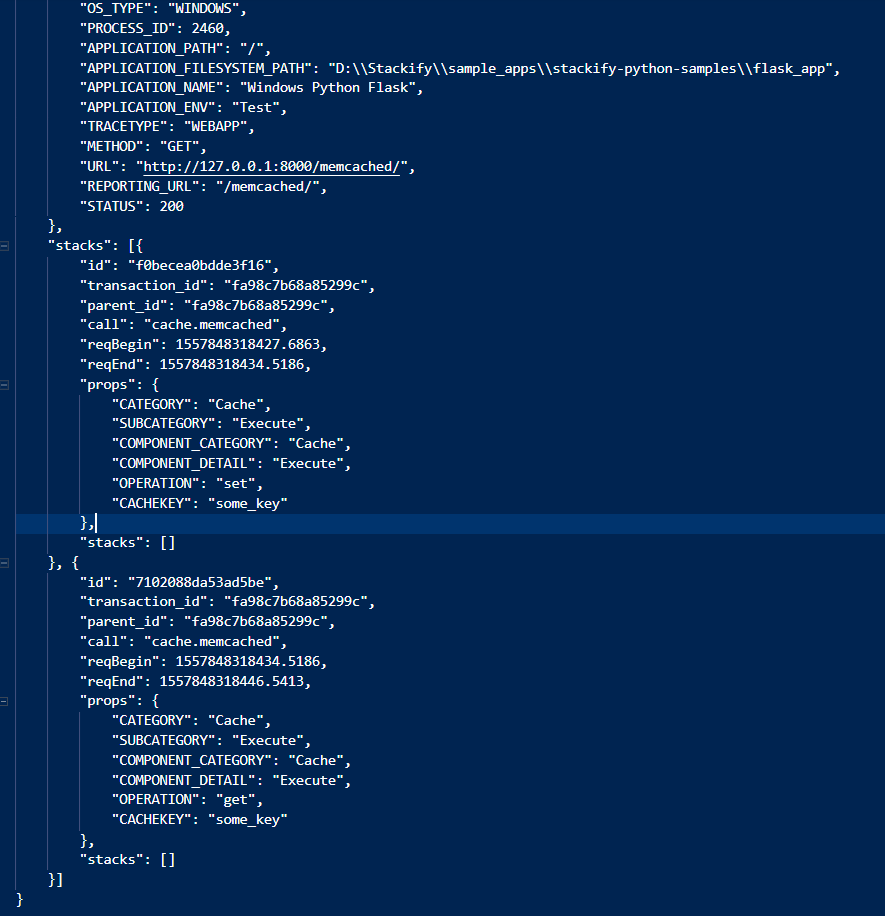 "OS_TYPE": "WINDOWS",
"PROCESS_ID": 2460,
"APPLICATION_PATH": "/",
"APPLICATION_FILESYSTEM_PATH": "D:\\Stackify\\sample_apps\\stackify-python-samples\\flask_app",
"APPLICATION_NAME": "Windows Python Flask",
"APPLICATION_ENV": "Test",
"TRACETYPE": "WEBAPP",
"METHOD": "GET",
"URL": "http://127.0.0.1:8000/memcached/",
"REPORTING_URL": "/memcached/",
"STATUS": 200
},
"stacks": [{
"id": "f0becea0bdde3f16",
"transaction_id": "fa98c7b68a85299c",
"parent_id": "fa98c7b68a85299c",
"call": "cache.memcached",
"reqBegin": 1557848318427.6863,
"reqEnd": 1557848318434.5186,
"props": {
"CATEGORY": "Cache",
"SUBCATEGORY": "Execute",
"COMPONENT_CATEGORY": "Cache",
"COMPONENT_DETAIL": "Execute",
"OPERATION": "set",
"CACHEKEY": "some_key"
},
"stacks": []
}, {
"id": "7102088da53ad5be",
"transaction_id": "fa98c7b68a85299c",
"parent_id": "fa98c7b68a85299c",
"call": "cache.memcached",
"reqBegin": 1557848318434.5186,
"reqEnd": 1557848318446.5413,
"props": {
"CATEGORY": "Cache",
"SUBCATEGORY": "Execute",
"COMPONENT_CATEGORY": "Cache",
"COMPONENT_DETAIL": "Execute",
"OPERATION": "get",
"CACHEKEY": "some_key"
},
"stacks": []
}]
}